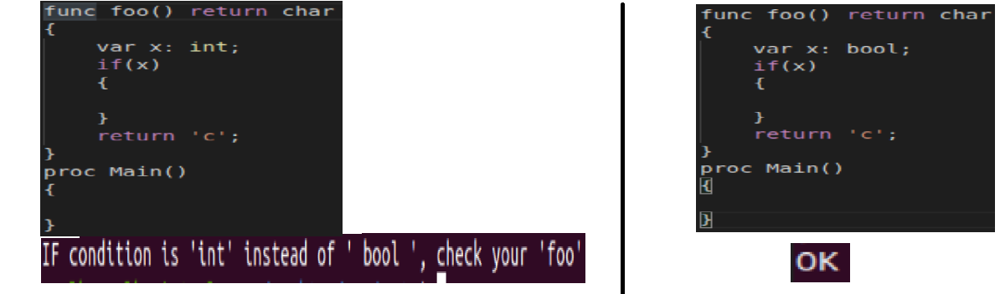 func foo() return char
{
var x: int;
if(x)
{
}
return 'c';
}
proc Main()
{
}
IF condition is 'int' instead of ' bool ', check your 'foo'
func foo() return char
{
var x: bool;
if(x)
{
}
return 'c';
}
proc Main()
{
}
OK